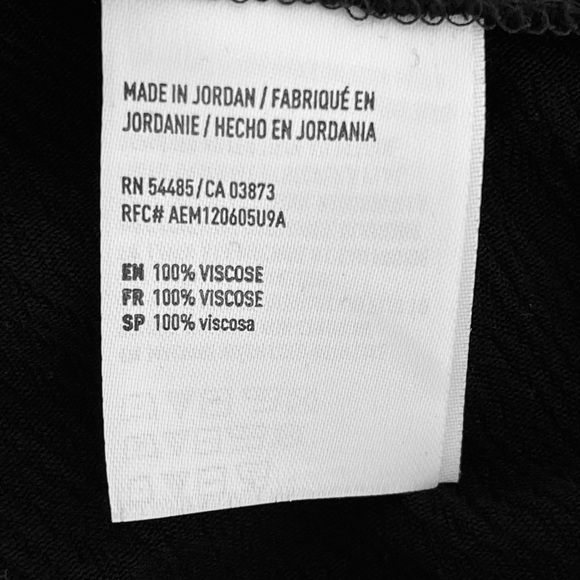 MADE IN JORDAN / FABRIQUÉ EN
JORDANIE / HECHO EN JORDANIA
RN 54485 / CA 03873
RFC# AEM120605U9A
EN 100% VISCOSE
FR 100% VISCOSE
SP 100% viscosa